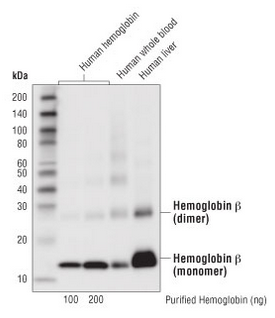 Human hemoglobin
Human whole blood
Human liver
kDa
200
140
100
80
60
50
40
30
20
10
Hemoglobin β
(dimer)
Hemoglobin β
(monomer)
100 200 Purified Hemoglobin (ng)